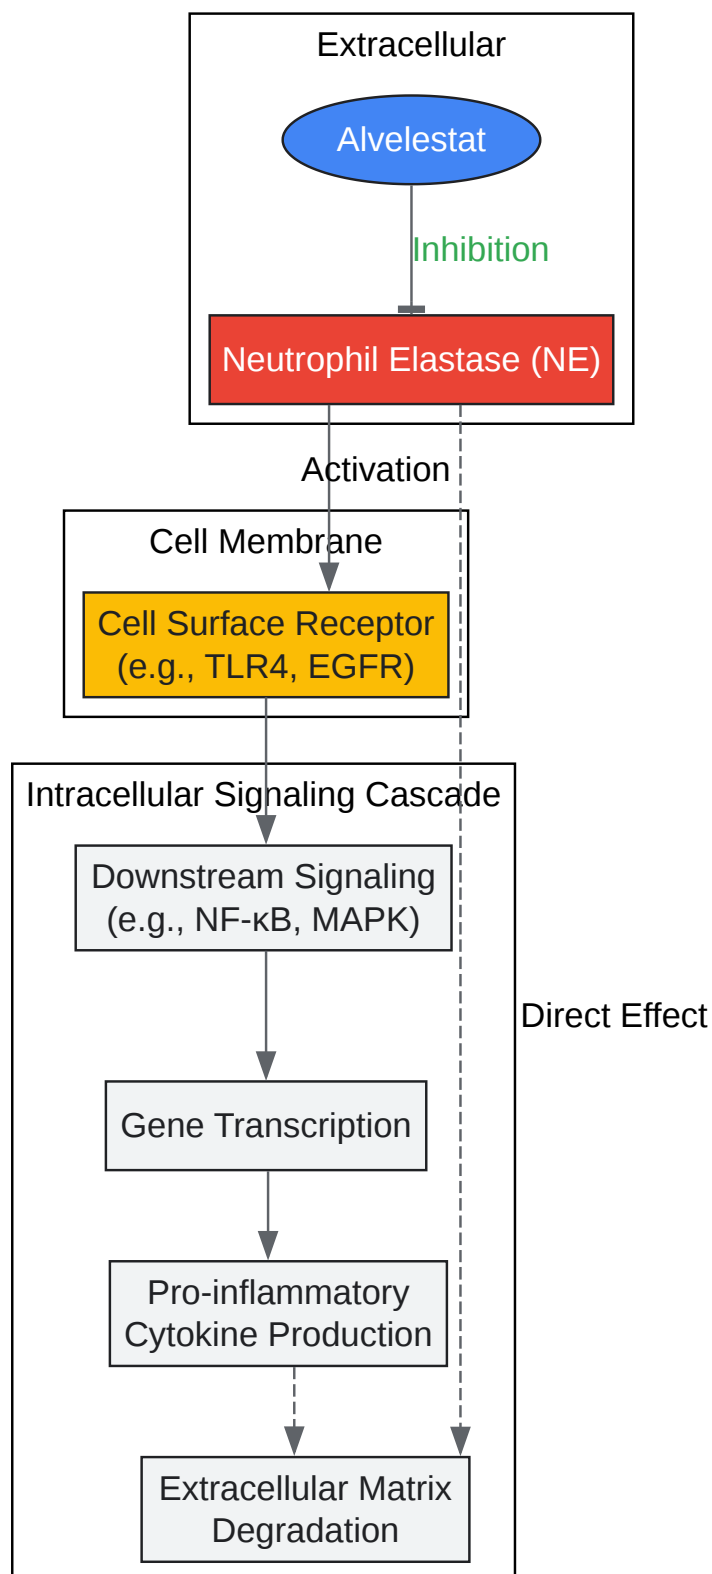 Extracellular
Alvelestat
Inhibition
Neutrophil Elastase (NE)
Activation
Cell Membrane
Cell Surface Receptor
(e.g., TLR4, EGFR)
Intracellular Signaling Cascade
Downstream Signaling
(e.g., NF-κB, MAPK)
Direct Effect
Gene Transcription
Pro-inflammatory
Cytokine Production
Extracellular Matrix
Degradation